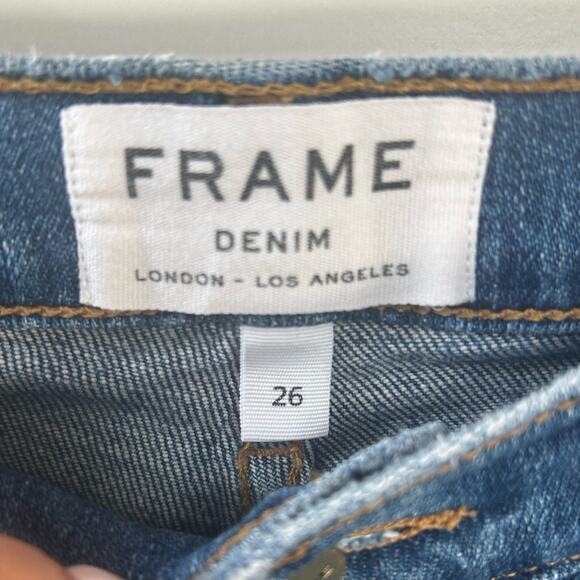 FRAME
DENIM
LONDON - LOS ANGELES
26